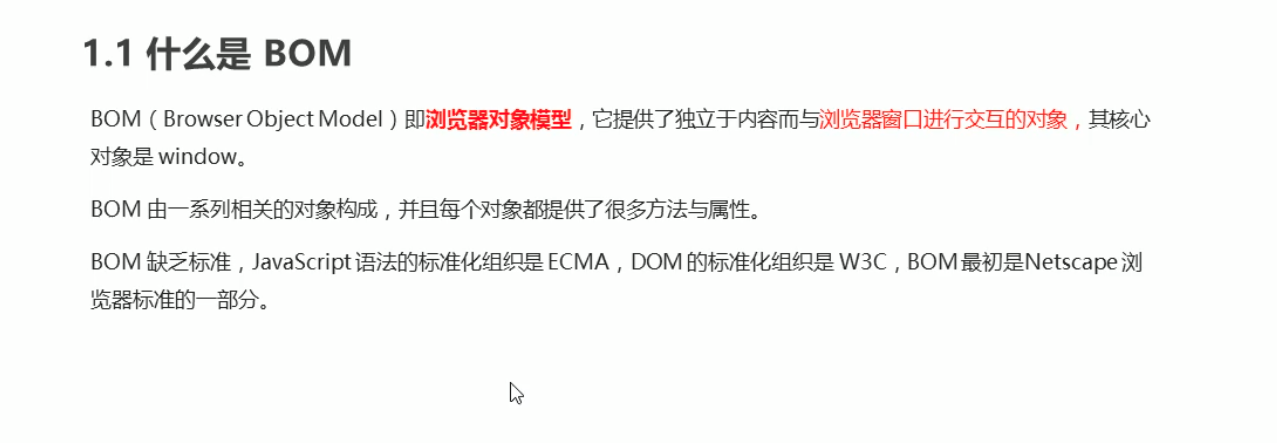 1.1 什么是 BOM
BOM（Browser Object Model）即浏览器对象模型，它提供了独立于内容而与浏览器窗口进行交互的对象，其核心
对象是 window。
BOM 由一系列相关的对象构成，并且每个对象都提供了很多方法与属性。
BOM 缺乏标准，JavaScript 语法的标准化组织是 ECMA，DOM 的标准化组织是 W3C，BOM 最初是Netscape 浏
览器标准的一部分。